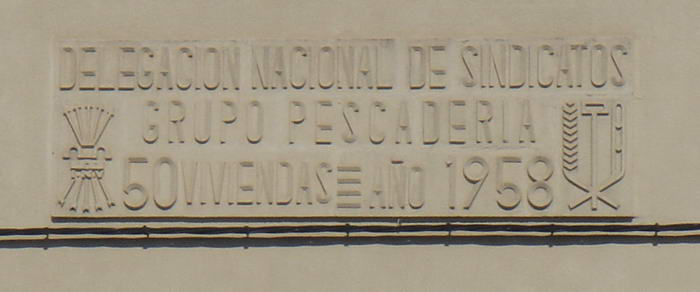 DELEGACION NACIONAL DE SINDICATOS
GRUPO PESCADERIA
50 VIVIENDAS AÑO 1958